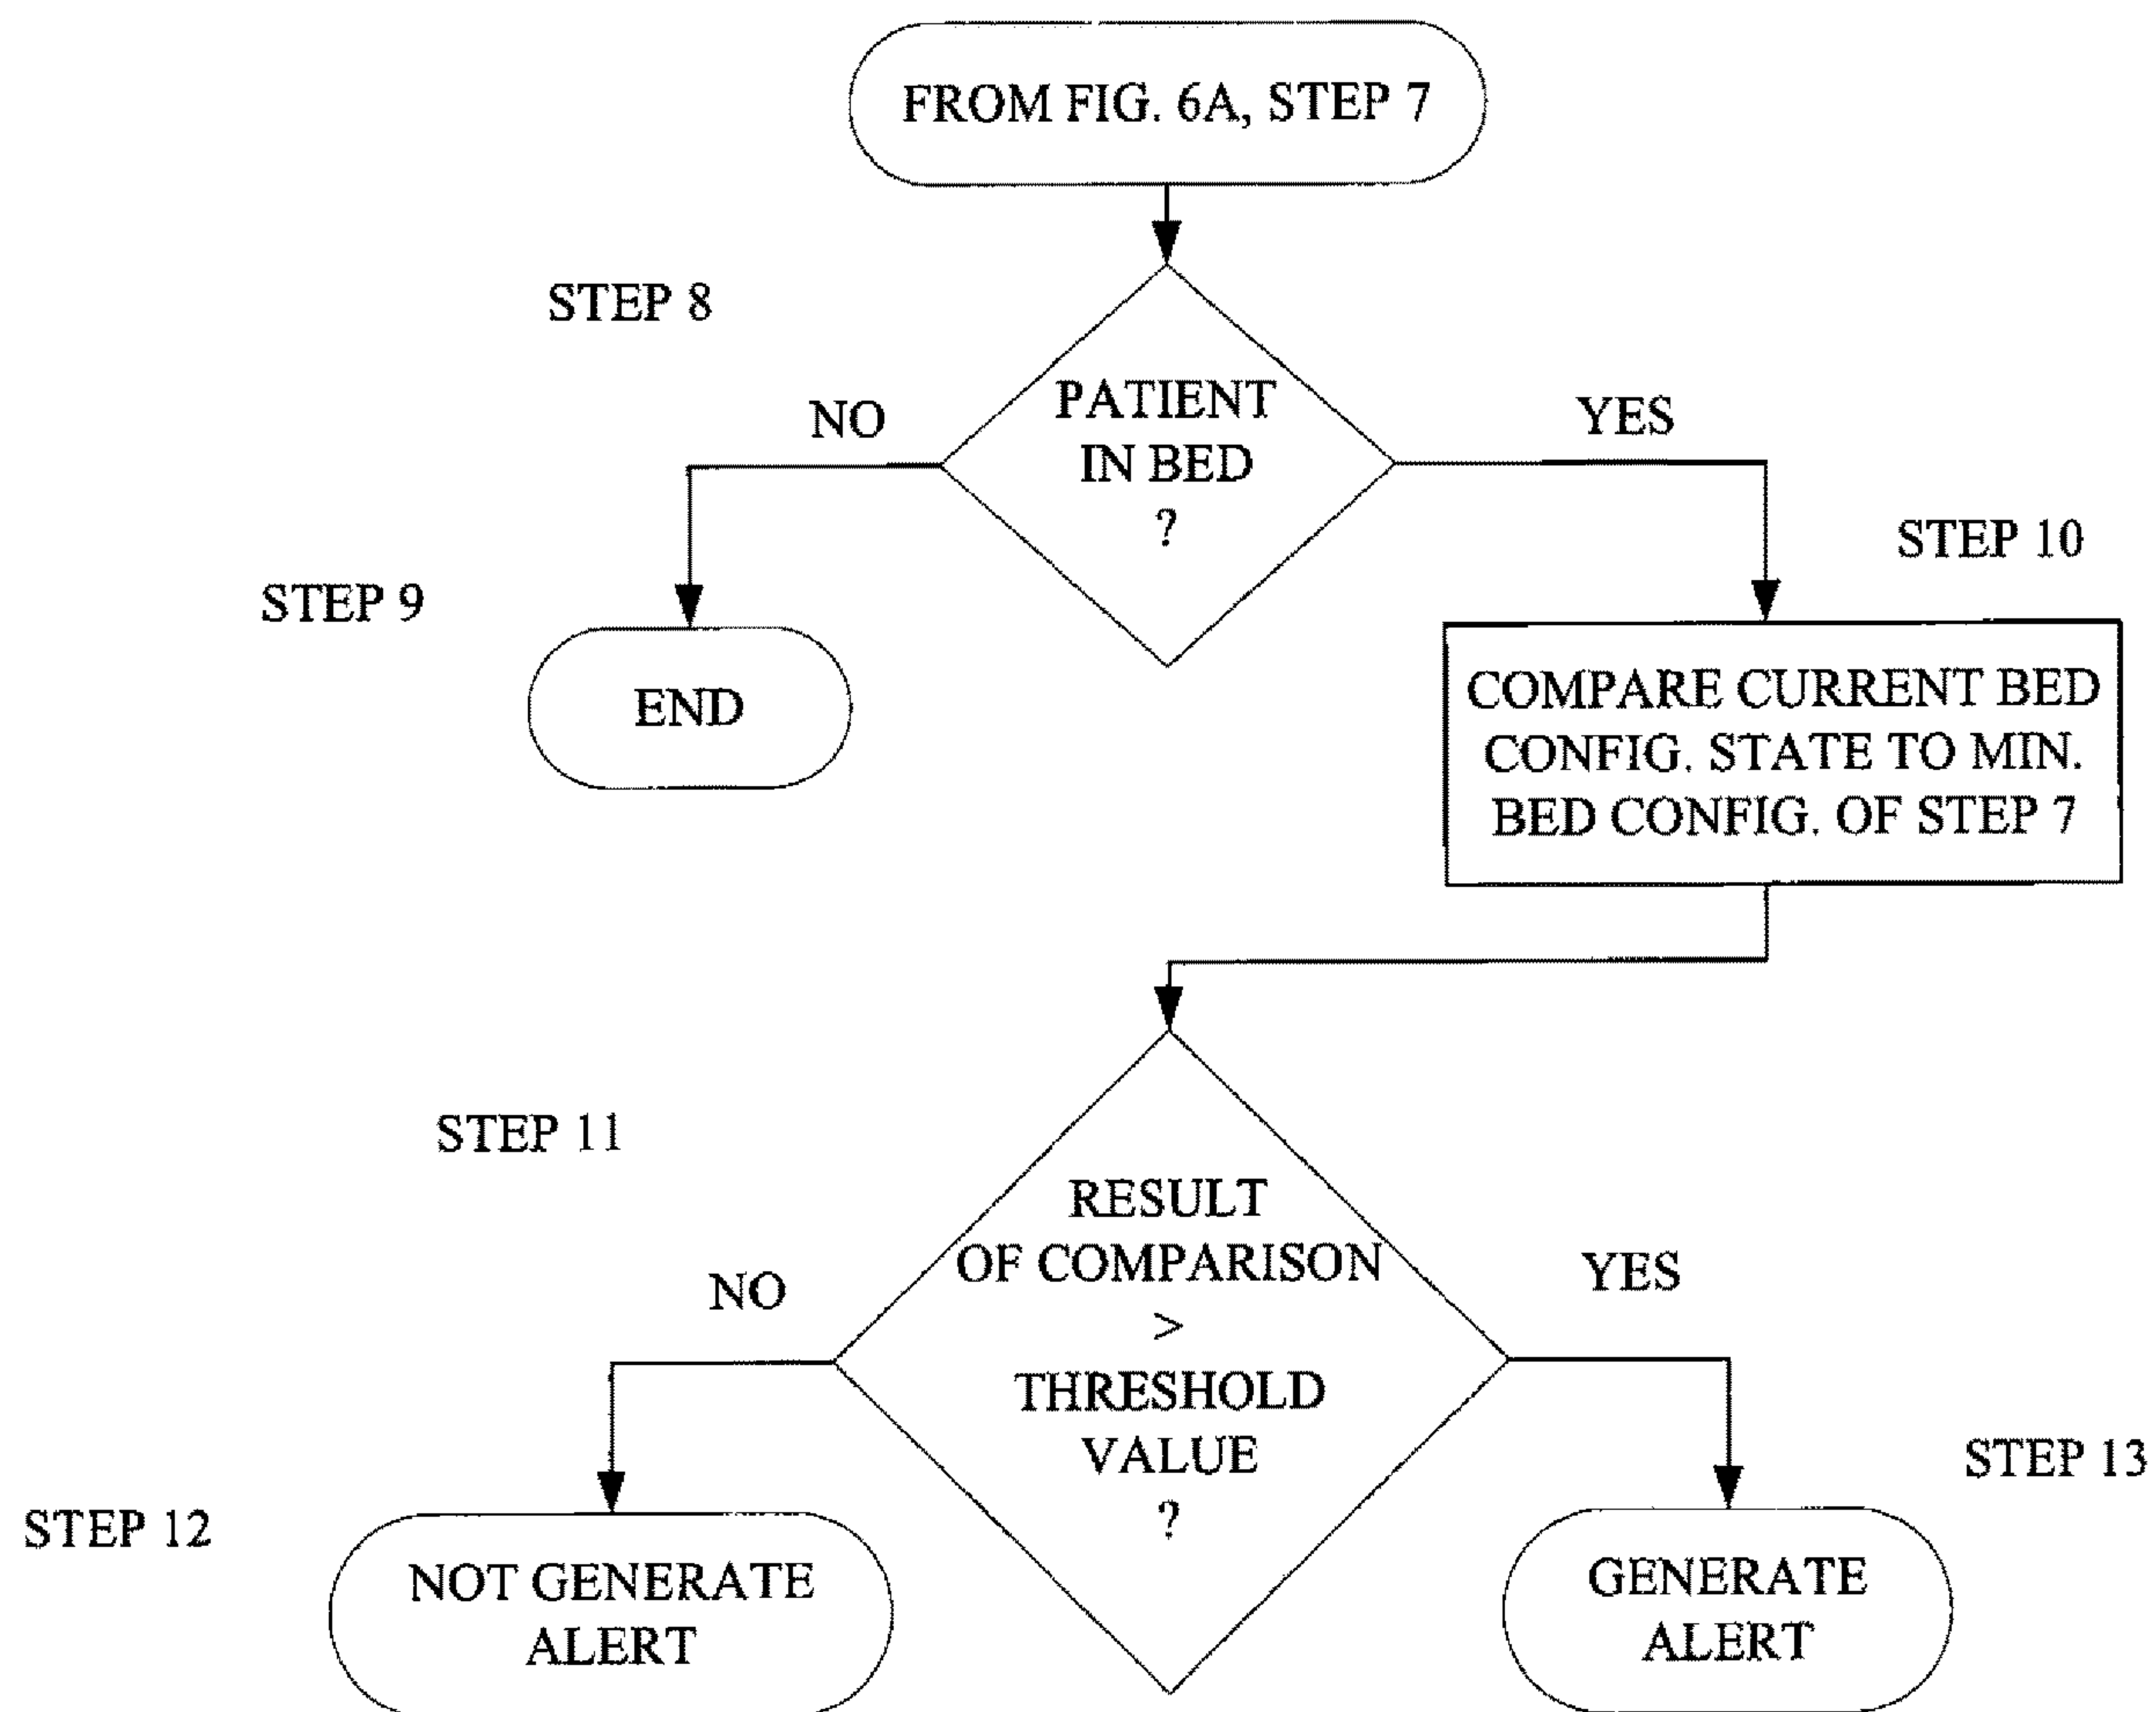 FROM FIG. 6A, STEP 7
STEP 8
PATIENT
IN BED
?
NO
YES
STEP 9
END
STEP 10
COMPARE CURRENT BED
CONFIG. STATE TO MIN.
BED CONFIG. OF STEP 7
STEP 11
RESULT
OF COMPARISON
>
THRESHOLD
VALUE
?
NO
YES
STEP 12
NOT GENERATE
ALERT
STEP 13
GENERATE
ALERT